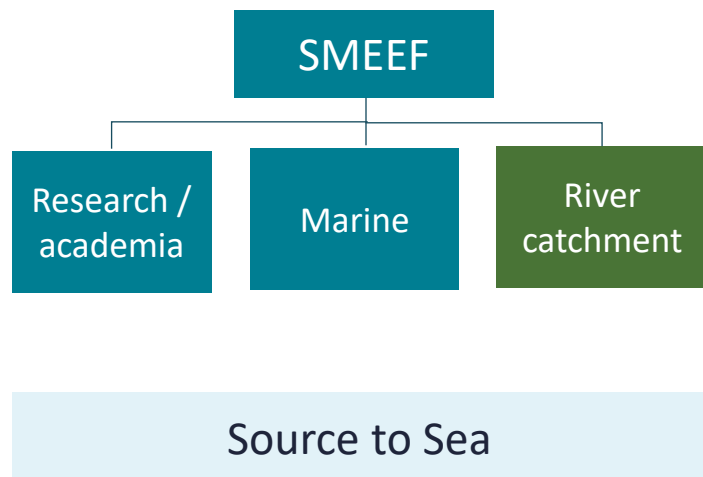 SMEEF
Research /
academia
Marine
River
catchment
Source to Sea